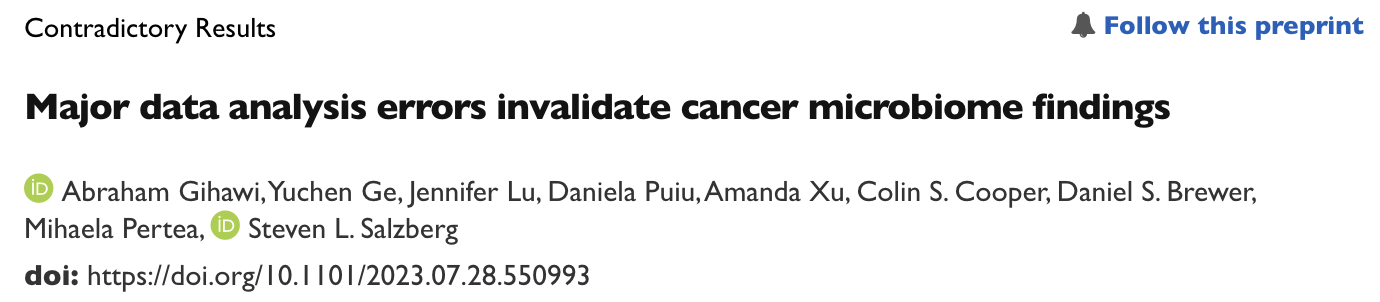 Contradictory Results
Follow this preprint
Major data analysis errors invalidate cancer microbiome findings
iD Abraham Gihawi, Yuchen Ge, Jennifer Lu, Daniela Puiu, Amanda Xu, Colin S. Cooper, Daniel S. Brewer,
Mihaela Pertea, iD Steven L. Salzberg
doi: https://doi.org/10.1101/2023.07.28.550993